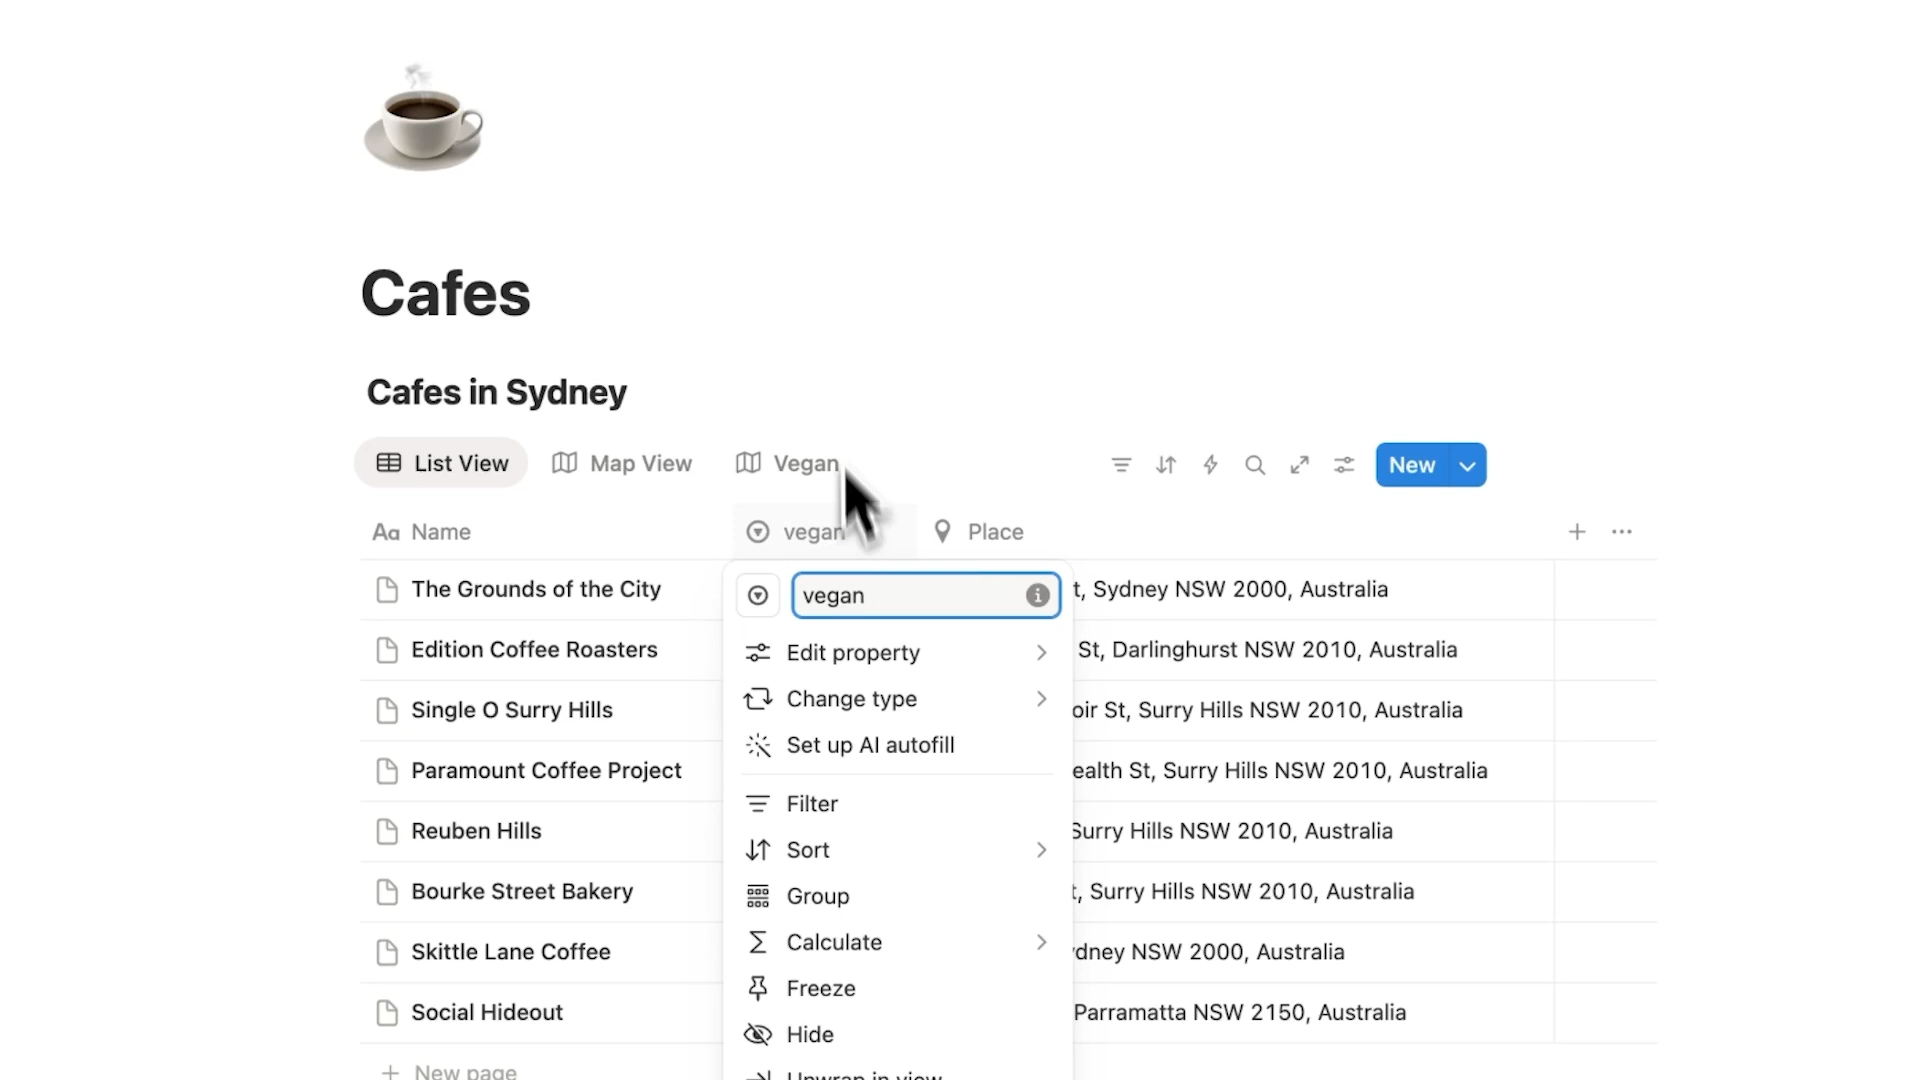 Cafes
Cafes in Sydney
List View Map View Vegan New
Aa Name vegan Place
The Grounds of the City t, Sydney NSW 2000, Australia
vegan
Edition Coffee Roasters St, Darlinghurst NSW 2010, Australia
Edit property
Single O Surry Hills oir St, Surry Hills NSW 2010, Australia
Change type
Set up AI autofill
Paramount Coffee Project ealth St, Surry Hills NSW 2010, Australia
Filter
Reuben Hills Surry Hills NSW 2010, Australia
Sort
Bourke Street Bakery t, Surry Hills NSW 2010, Australia
Group
Calculate
Skittle Lane Coffee dney NSW 2000, Australia
Freeze
Social Hideout Parramatta NSW 2150, Australia
Hide
New page
Unwrap in view